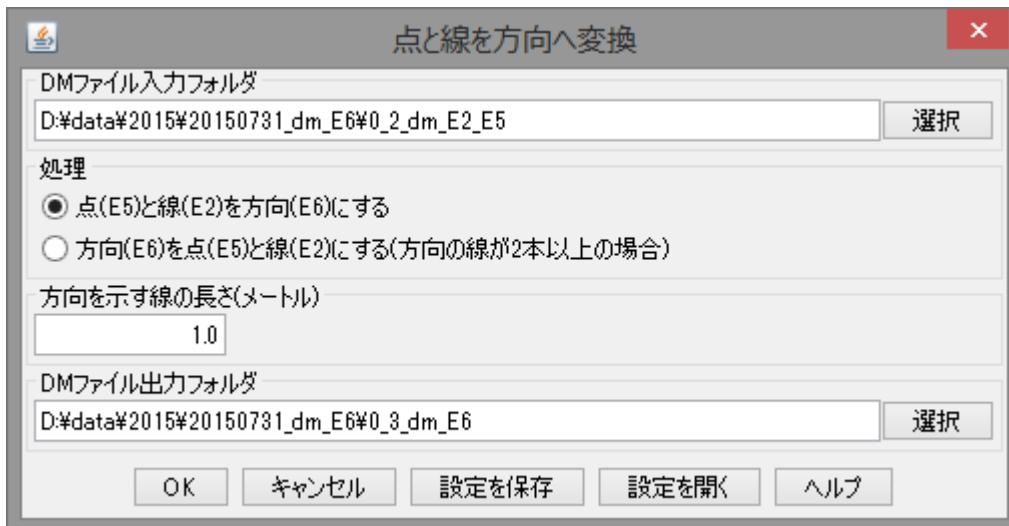 点と線を方向へ変換
DMファイル入力フォルダ
D:¥data¥2015¥20150731_dm_E6¥0_2_dm_E2_E5
選択
処理
点(E5)と線(E2)を方向(E6)にする
方向(E6)を点(E5)と線(E2)にする(方向の線が2本以上の場合)
方向を示す線の長さ(メートル)
1.0
DMファイル出力フォルダ
D:¥data¥2015¥20150731_dm_E6¥0_3_dm_E6
選択
OK キャンセル 設定を保存 設定を開く ヘルプ